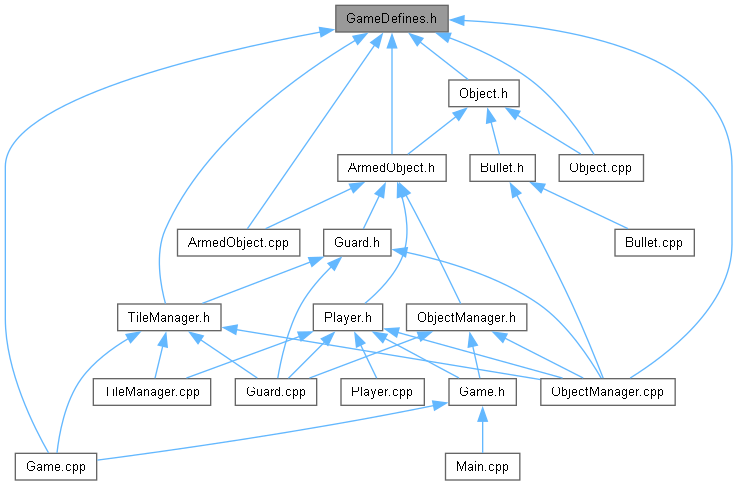 GameDefines.h
Object.h
ArmedObject.h
Bullet.h
Object.cpp
ArmedObject.cpp
Guard.h
Bullet.cpp
TileManager.h
Player.h
ObjectManager.h
TileManager.cpp
Guard.cpp
Player.cpp
Game.h
ObjectManager.cpp
Game.cpp
Main.cpp